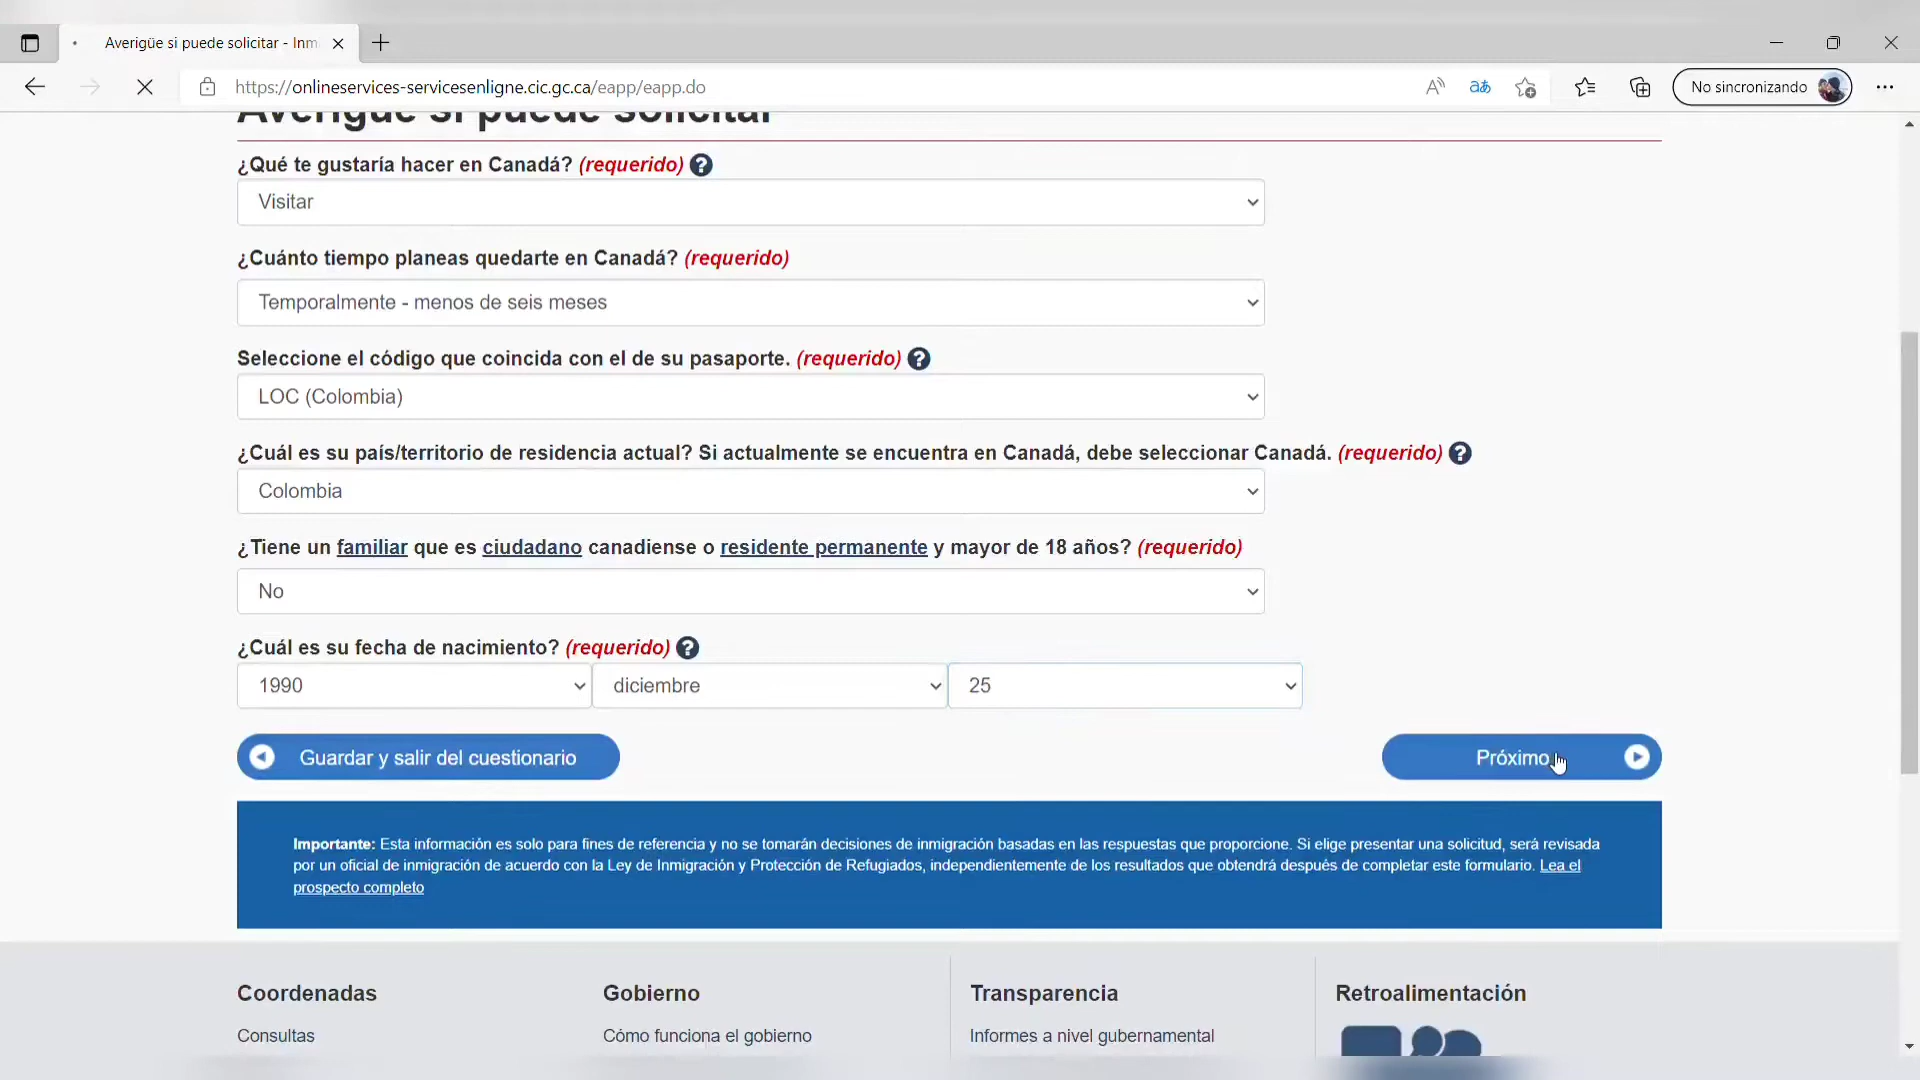 Averigüe si puede solicitar - Inm
https://onlineservices-servicesenligne.cic.gc.ca/eapp/eapp.do
No sincronizando
Averigüe si puede solicitar
¿Qué te gustaría hacer en Canadá? (requerido)
Visitar
¿Cuánto tiempo planeas quedarte en Canadá? (requerido)
Temporalmente - menos de seis meses
Seleccione el código que coincida con el de su pasaporte. (requerido)
LOC (Colombia)
¿Cuál es su país/territorio de residencia actual? Si actualmente se encuentra en Canadá, debe seleccionar Canadá. (requerido)
Colombia
¿Tiene un familiar que es ciudadano canadiense o residente permanente y mayor de 18 años? (requerido)
No
¿Cuál es su fecha de nacimiento? (requerido)
1990 diciembre 25
Guardar y salir del cuestionario
Próximo
Importante: Esta información es solo para fines de referencia y no se tomarán decisiones de inmigración basadas en las respuestas que proporcione. Si elige presentar una solicitud, será revisada
por un oficial de inmigración de acuerdo con la Ley de Inmigración y Protección de Refugiados, independientemente de los resultados que obtendrá después de completar este formulario. Lea el
prospecto completo
Coordenadas Gobierno Transparencia Retroalimentación
Consultas Cómo funciona el gobierno Informes a nivel gubernamental